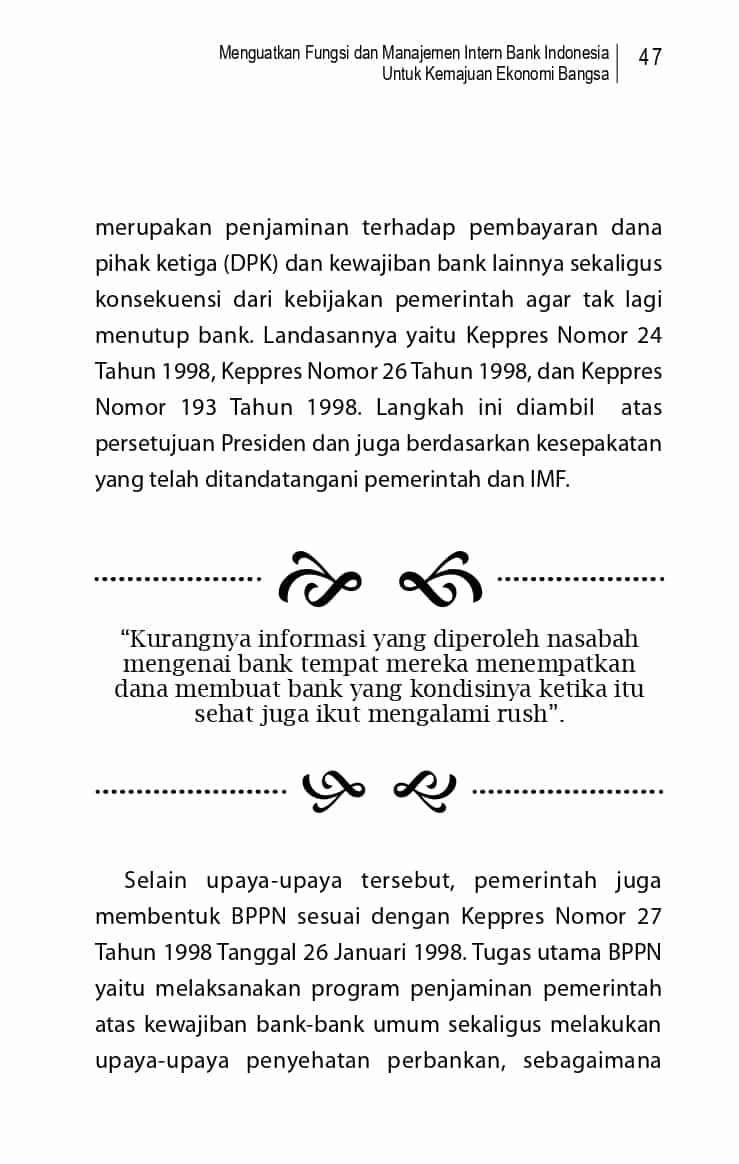 Menguatkan Fungsi dan Manajemen Intern Bank Indonesia
Untuk Kemajuan Ekonomi Bangsa
47
merupakan penjaminan terhadap pembayaran dana
pihak ketiga (DPK) dan kewajiban bank lainnya sekaligus
konsekuensi dari kebijakan pemerintah agar tak lagi
menutup bank. Landasannya yaitu Keppres Nomor 24
Tahun 1998, Keppres Nomor 26 Tahun 1998, dan Keppres
Nomor 193 Tahun 1998. Langkah ini diambil atas
persetujuan Presiden dan juga berdasarkan kesepakatan
yang telah ditandatangani pemerintah dan IMF.
“Kurangnya informasi yang diperoleh nasabah
mengenai bank tempat mereka menempatkan
dana membuat bank yang kondisinya ketika itu
sehat juga ikut mengalami rush”.
Selain upaya-upaya tersebut, pemerintah juga
membentuk BPPN sesuai dengan Keppres Nomor 27
Tahun 1998 Tanggal 26 Januari 1998. Tugas utama BPPN
yaitu melaksanakan program penjaminan pemerintah
atas kewajiban bank-bank umum sekaligus melakukan
upaya-upaya penyehatan perbankan, sebagaimana